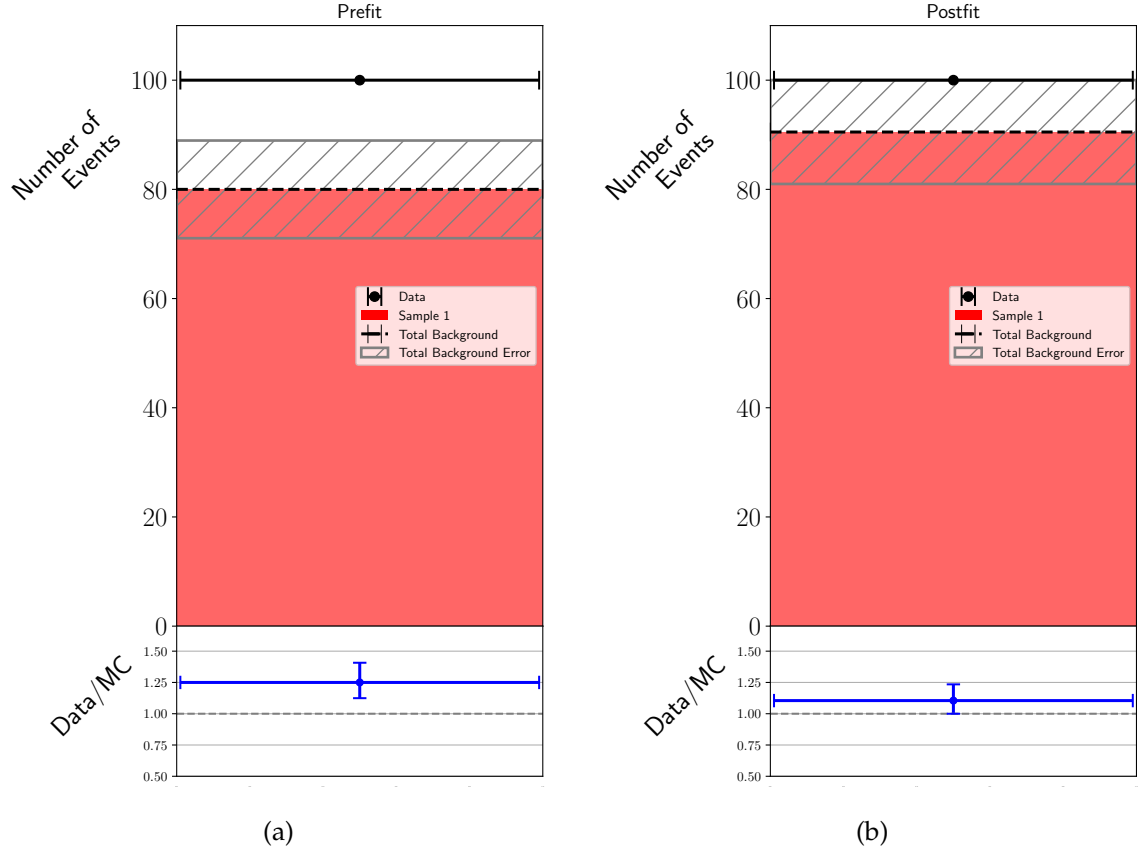 Prefit
100
80
60
40
20
0
Number of
Events
Data
Sample 1
Total Background
Total Background Error
1.50
1.25
1.00
0.75
0.50
Data/MC
(a)
Postfit
100
80
60
40
20
0
Number of
Events
Data
Sample 1
Total Background
Total Background Error
1.50
1.25
1.00
0.75
0.50
Data/MC
(b)